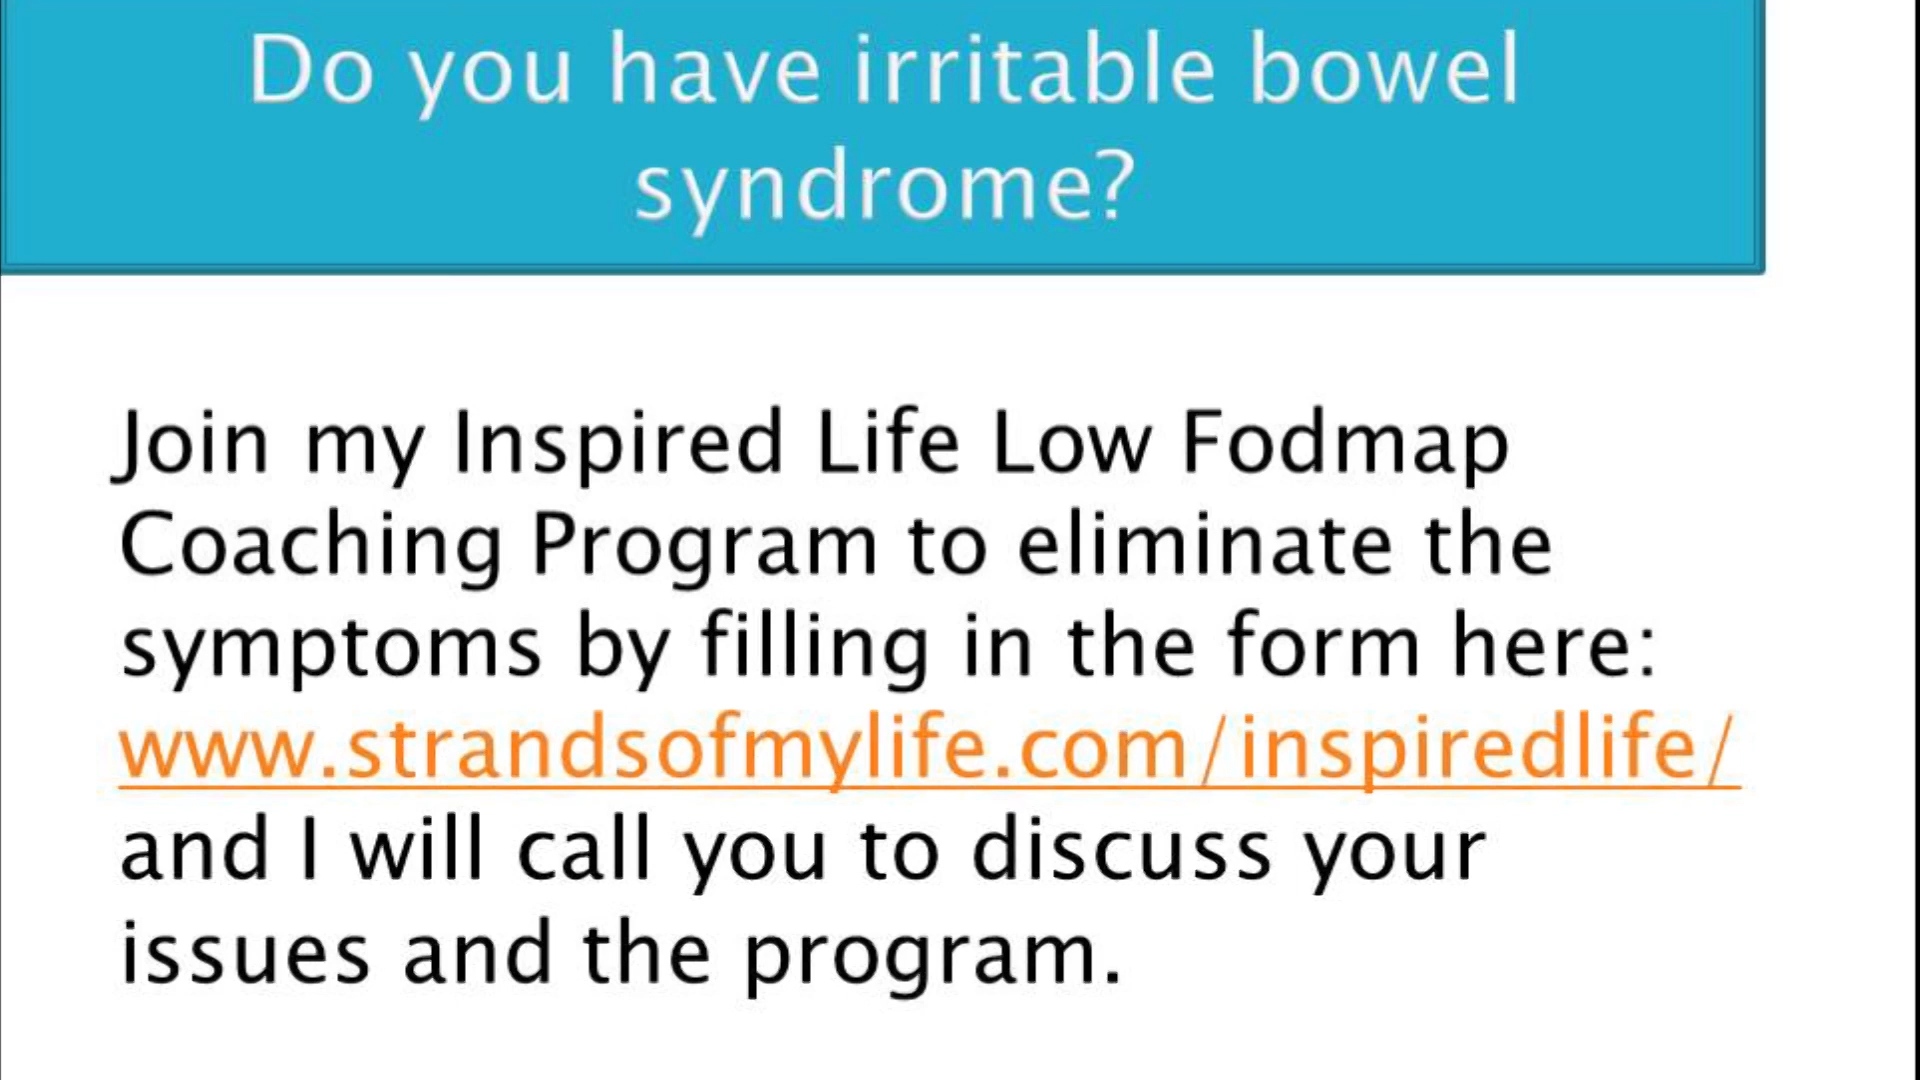 Do you have irritable bowel
syndrome?
Join my Inspired Life Low Fodmap
Coaching Program to eliminate the
symptoms by filling in the form here:
www.strandsofmylife.com/inspiredlife/
and I will call you to discuss your
issues and the program.